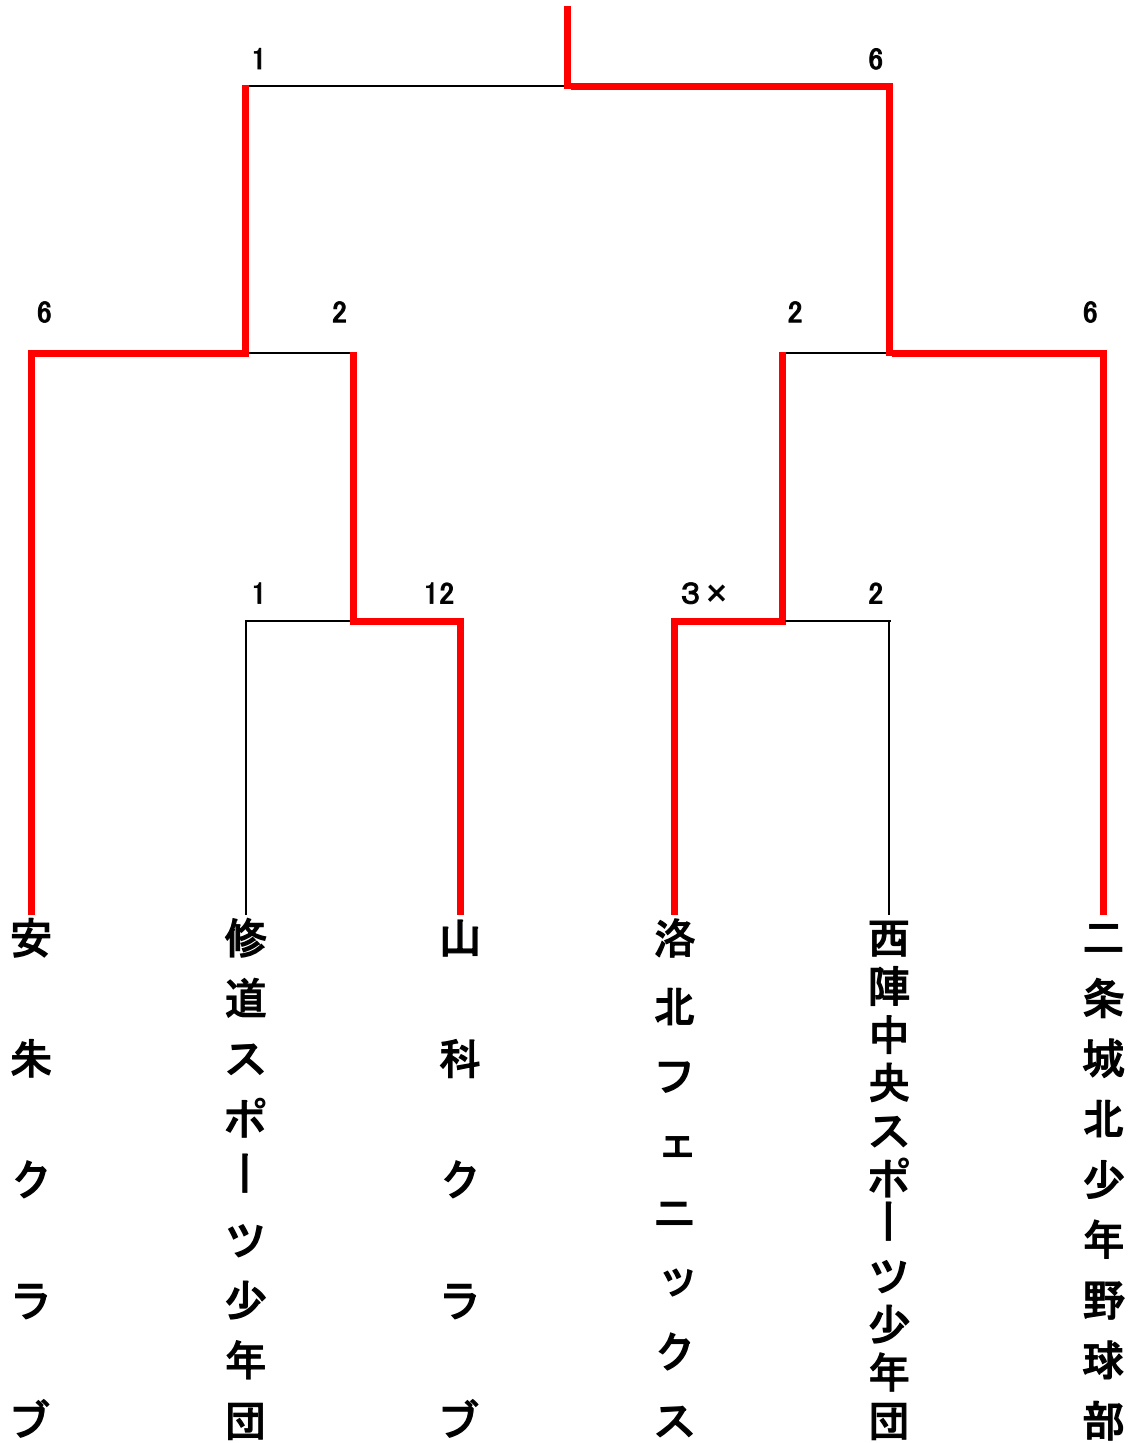 1 6
6 2 2 6
1 12 3× 2
安朱クラブ
修道スポーツ少年団
山科クラブ
洛北フェニックス
西陣中央スポーツ少年団
二条城北少年野球部